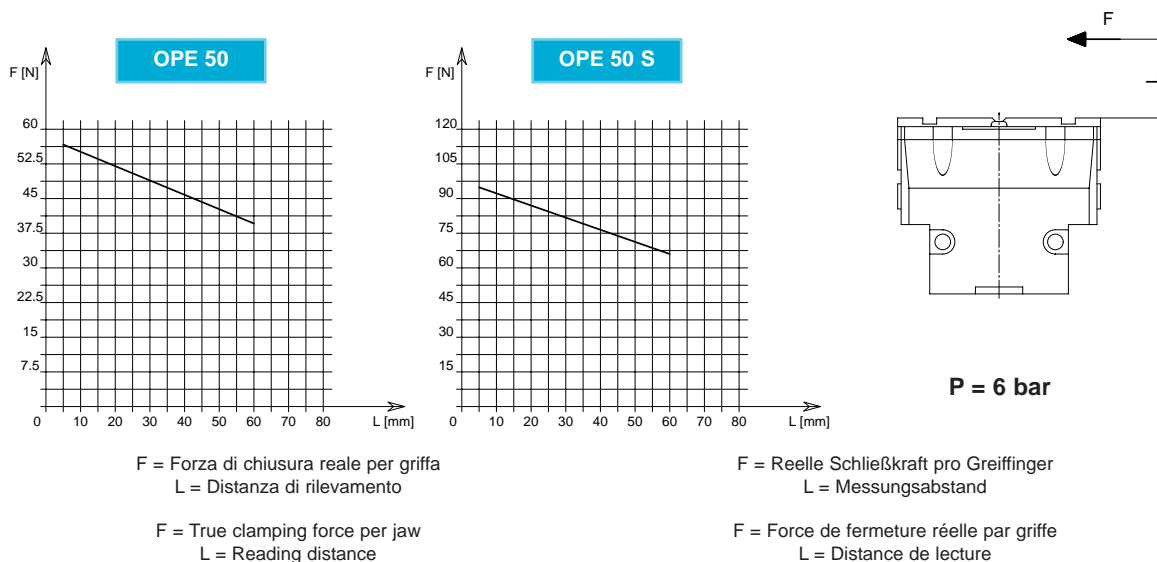 OPE 50
F [N]
60
52.5
45
37.5
30
22.5
15
7.5
0 10 20 30 40 50 60 70 80 L [mm]
OPE 50 S
F [N]
120
105
90
75
60
45
30
15
0 10 20 30 40 50 60 70 80 L [mm]
F
P = 6 bar
F = Forza di chiusura reale per griffa
L = Distanza di rilevamento
F = True clamping force per jaw
L = Reading distance
F = Reelle Schließkraft pro Greiffinger
L = Messungsabstand
F = Force de fermeture réelle par griffe
L = Distance de lecture